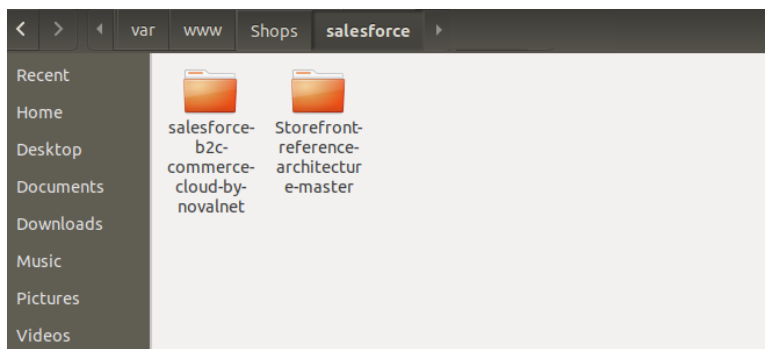 var www Shops salesforce
Recent
Home
Desktop
Documents
Downloads
Music
Pictures
Videos
salesforce-
b2c-
commerce-
cloud-by-
novalnet
Storefront-
reference-
architectur
e-master